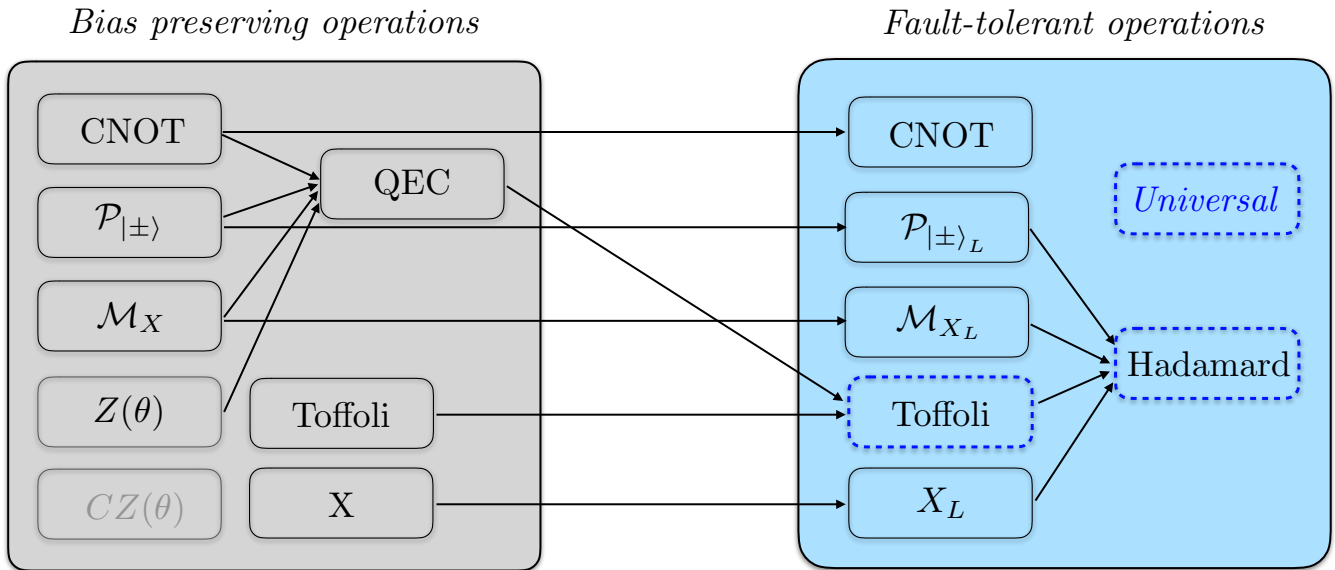 Bias preserving operations
CNOT
QEC
𝒫|±⟩
ℳX
Z(θ)
Toffoli
CZ(θ)
X
Fault-tolerant operations
CNOT
Universal
𝒫|±⟩L
ℳXL
Hadamard
Toffoli
XL